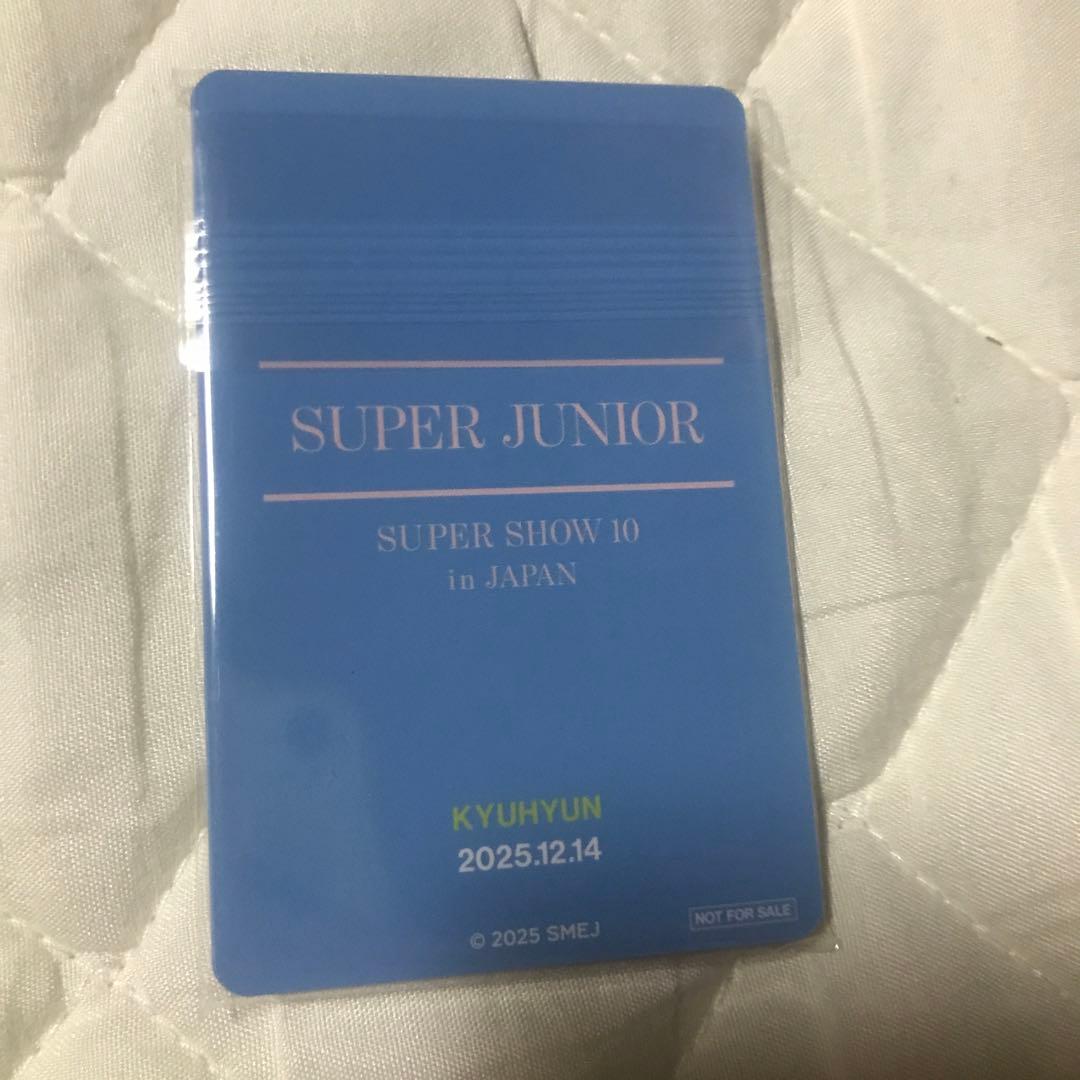 SUPER JUNIOR
SUPER SHOW 10
in JAPAN
KYUHYUN
2025.12.14
© 2025 SMEJ
NOT FOR SALE